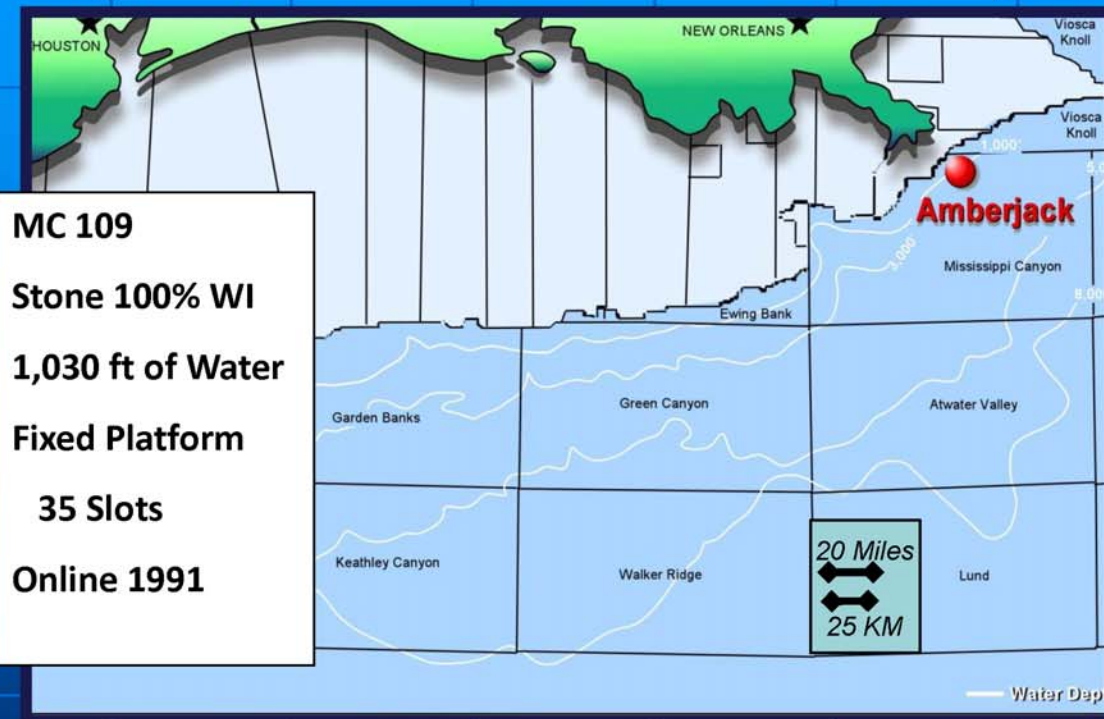 HOUSTON
NEW ORLEANS
Viosca
Knoll
Viosca
Knoll
1,000'
Amberjack
3,000
Mississippi Canyon
Ewing Bank
Garden Banks
Green Canyon
Atwater Valley
Keathley Canyon
Walker Ridge
Lund
20 Miles
25 KM
Water Dep
MC 109
Stone 100% WI
1,030 ft of Water
Fixed Platform
35 Slots
Online 1991